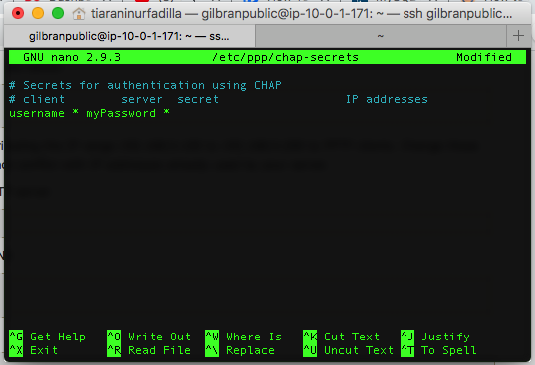 tiaraninurfadilla — gilbranpublic@ip-10-0-1-171: ~ — ssh gilbranpublic...
gilbranpublic@ip-10-0-1-171: ~ — ss... ~
GNU nano 2.9.3 /etc/ppp/chap-secrets Modified
# Secrets for authentication using CHAP
# client server secret IP addresses
username * myPassword *
^G Get Help ^O Write Out ^W Where Is ^K Cut Text ^J Justify
^X Exit ^R Read File ^\ Replace ^U Uncut Text ^T To Spell